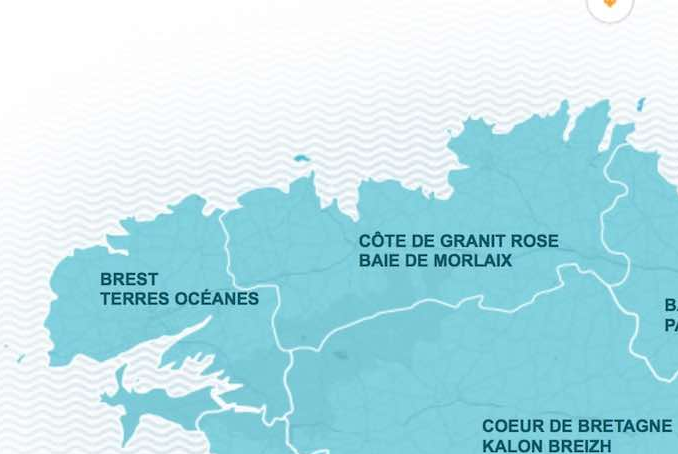 CÔTE DE GRANIT ROSE
BAIE DE MORLAIX
BREST
TERRES OCÉANES
COEUR DE BRETAGNE
KALON BREIZH